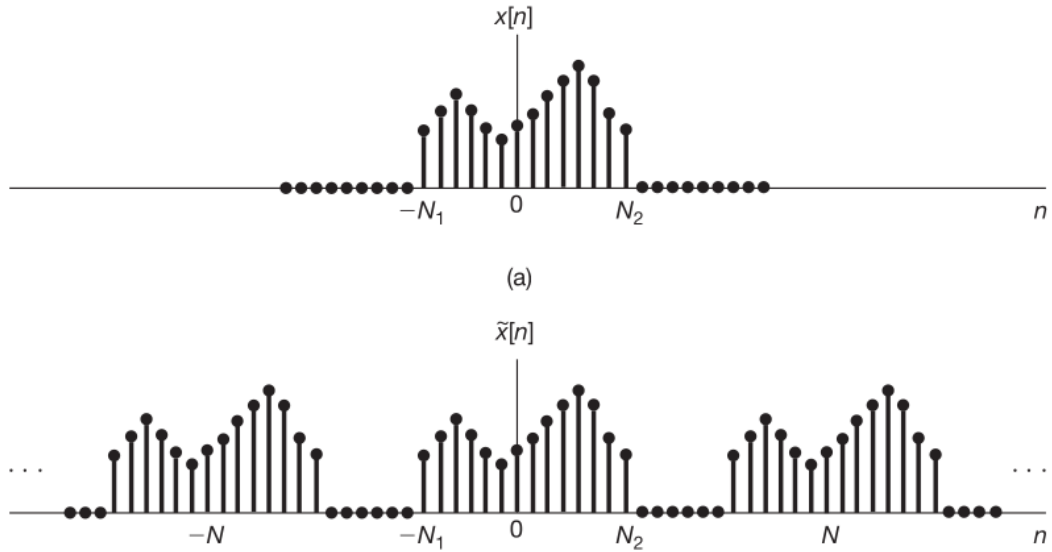 x[n]
−N₁ 0 N₂ n
(a)
x̃[n]
. . . . . .
−N −N₁ 0 N₂ N n